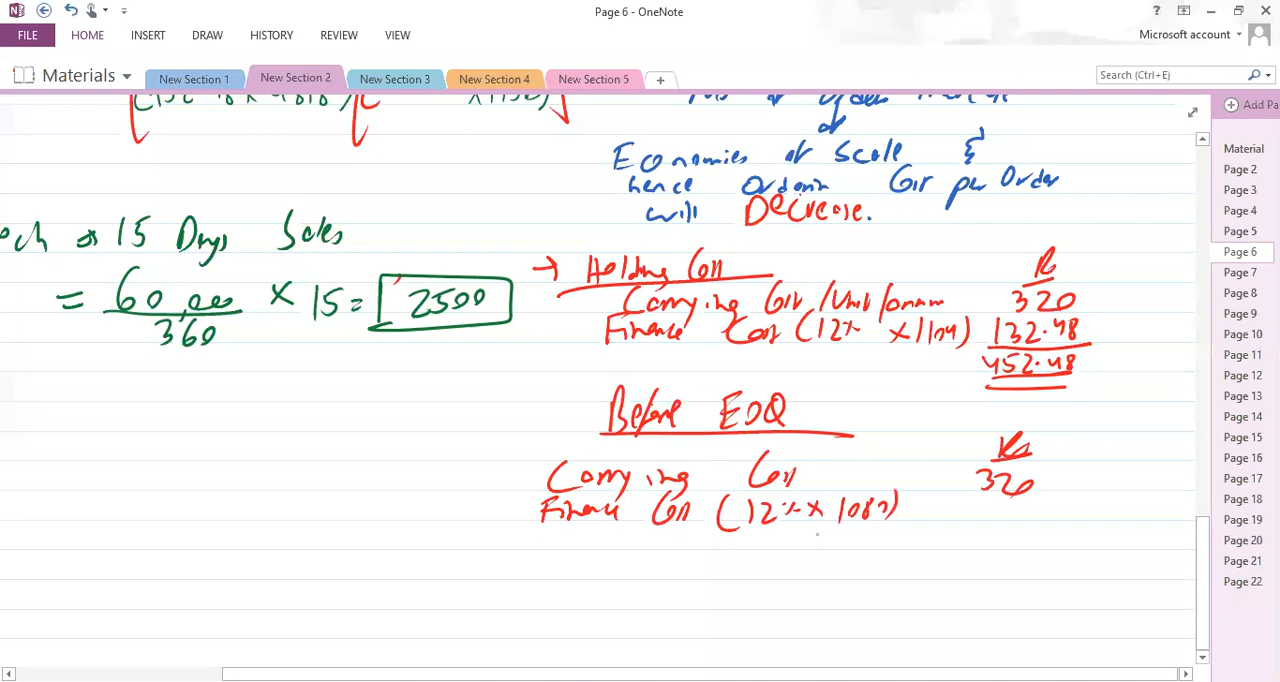 Page 6 - OneNote
Microsoft account
FILE HOME INSERT DRAW HISTORY REVIEW VIEW
Materials New Section 1 New Section 2 New Section 3 New Section 4 New Section 5
Search (Ctrl+E)
Add Pa
Material
Page 2
Page 3
Page 4
Page 5
Page 6
Page 7
Page 8
Page 9
Page 10
Page 11
Page 12
Page 13
Page 14
Page 15
Page 16
Page 17
Page 18
Page 19
Page 20
Page 21
Page 22
of
Economies of Scale &
hence Cost per Order
will Decrease.
15 Days Sales
= 60,000 × 15 = 2500
360
→ Holding Cost
Rs
Carrying Cost /Unit/annum 320
Finance Cost (12% × 1104) 132.48
452.48
Before EOQ
Rs
Carrying Cost 320
Finance Cost (12% ×